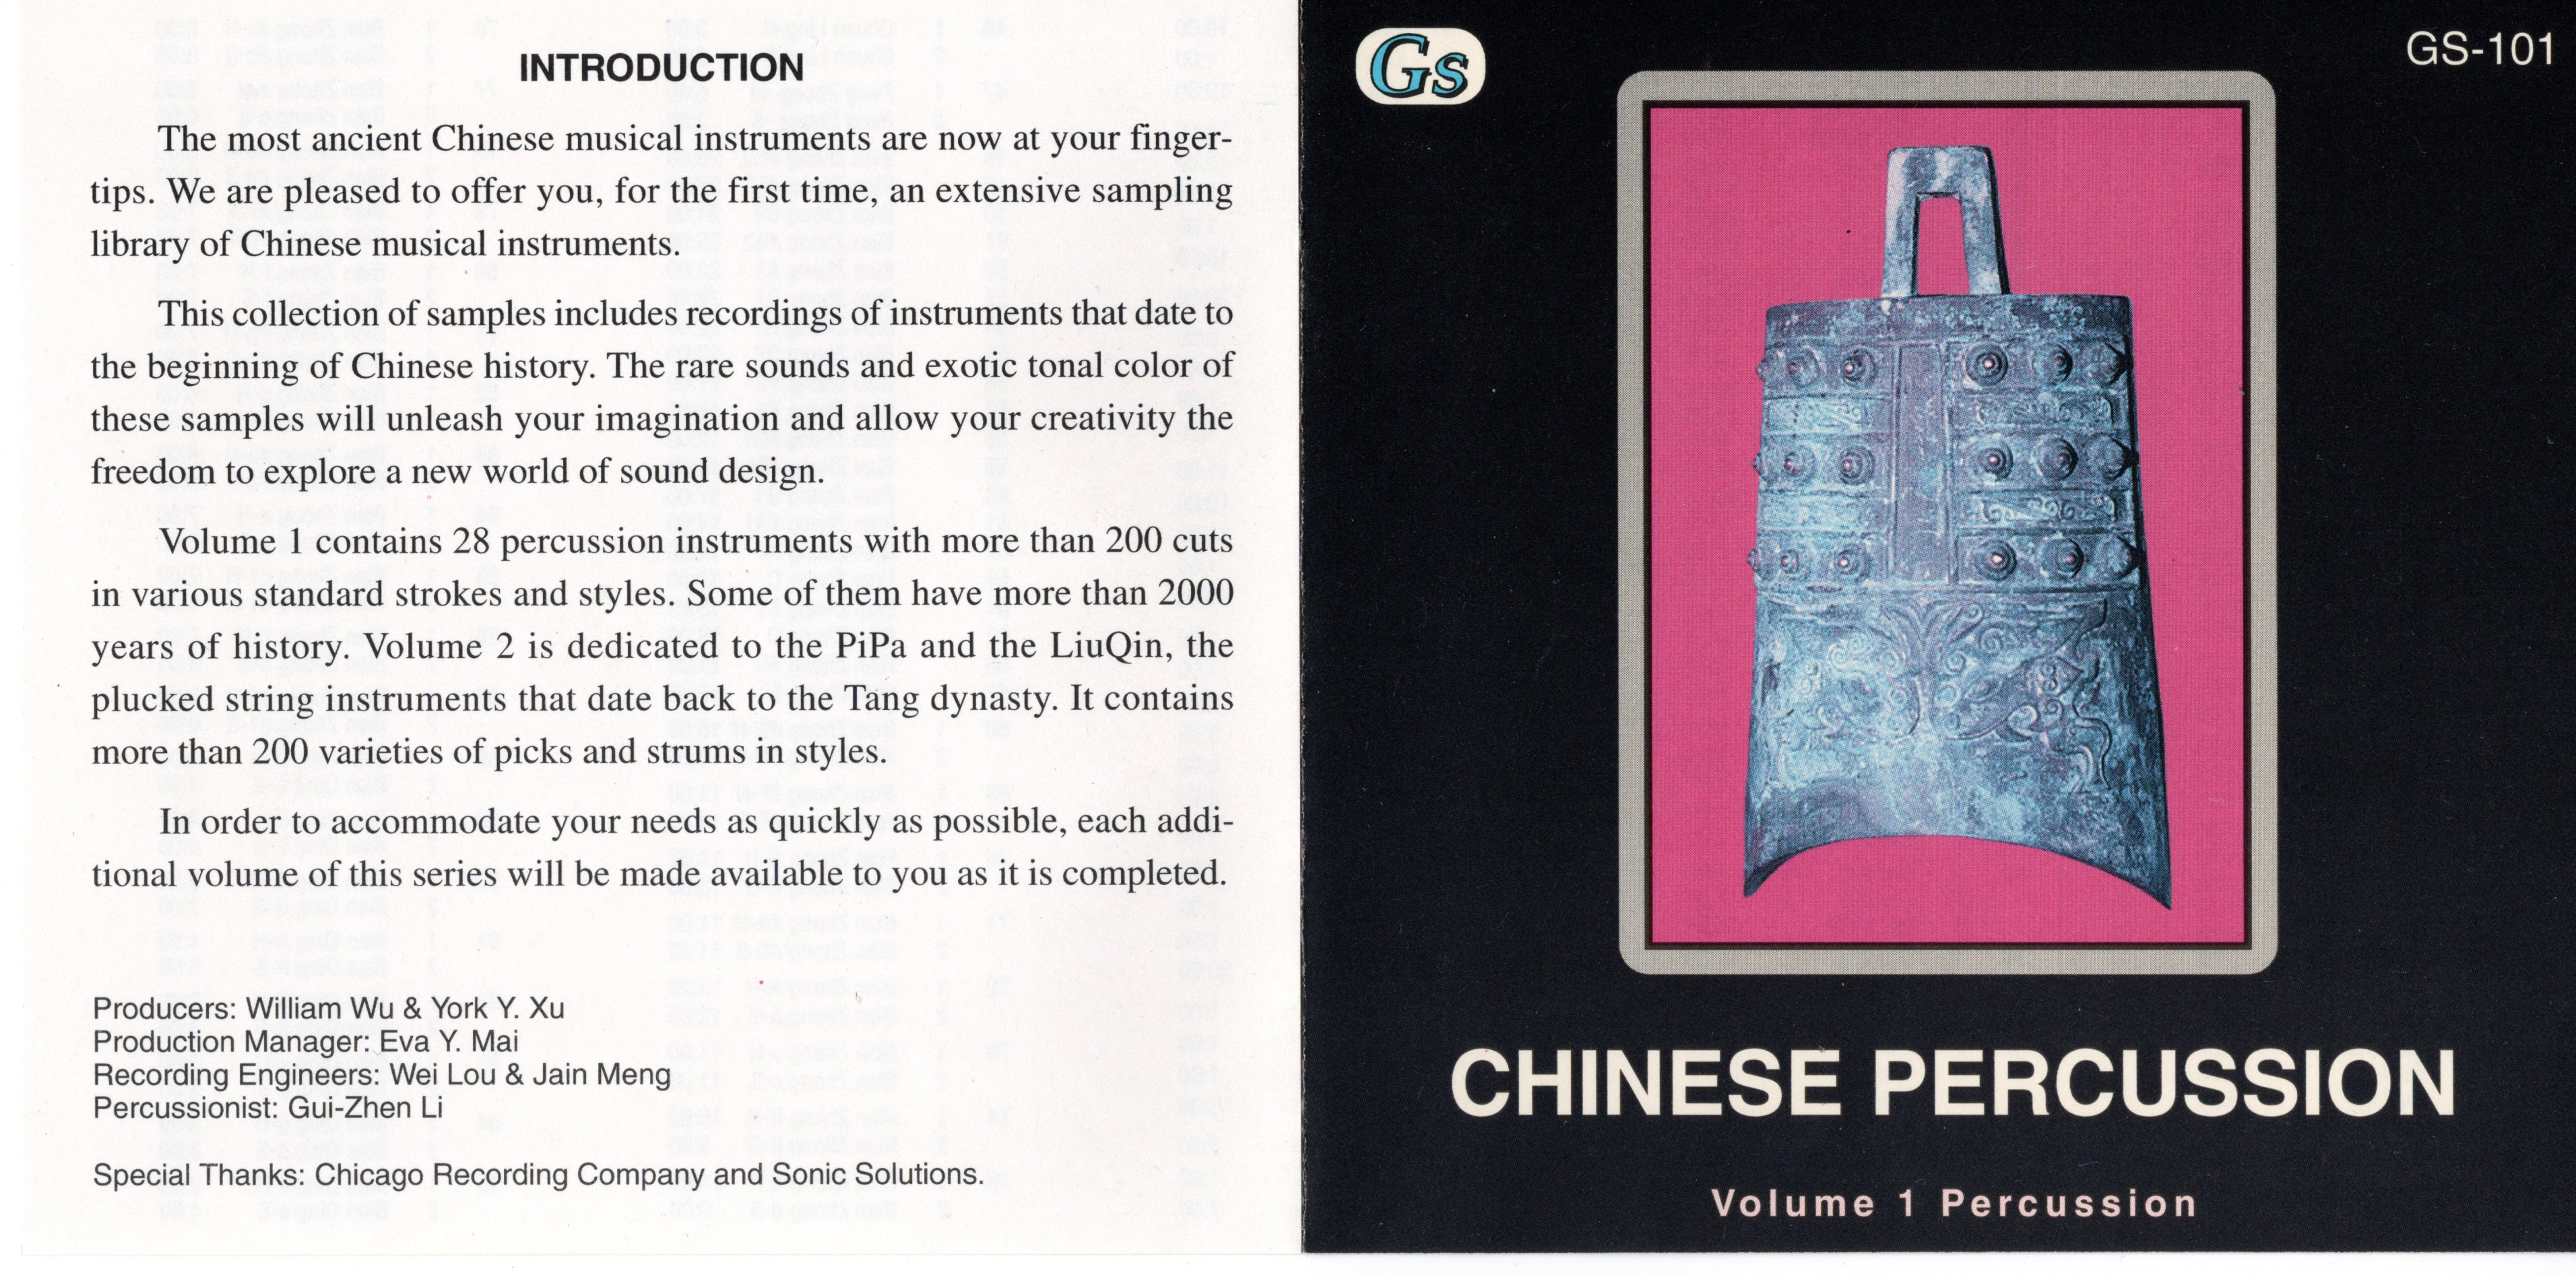 INTRODUCTION
The most ancient Chinese musical instruments are now at your finger-
tips. We are pleased to offer you, for the first time, an extensive sampling
library of Chinese musical instruments.
This collection of samples includes recordings of instruments that date to
the beginning of Chinese history. The rare sounds and exotic tonal color of
these samples will unleash your imagination and allow your creativity the
freedom to explore a new world of sound design.
Volume 1 contains 28 percussion instruments with more than 200 cuts
in various standard strokes and styles. Some of them have more than 2000
years of history. Volume 2 is dedicated to the PiPa and the LiuQin, the
plucked string instruments that date back to the Tang dynasty. It contains
more than 200 varieties of picks and strums in styles.
In order to accommodate your needs as quickly as possible, each addi-
tional volume of this series will be made available to you as it is completed.
Producers: William Wu & York Y. Xu
Production Manager: Eva Y. Mai
Recording Engineers: Wei Lou & Jain Meng
Percussionist: Gui-Zhen Li
Special Thanks: Chicago Recording Company and Sonic Solutions.
Gs
GS-101
CHINESE PERCUSSION
Volume 1 Percussion